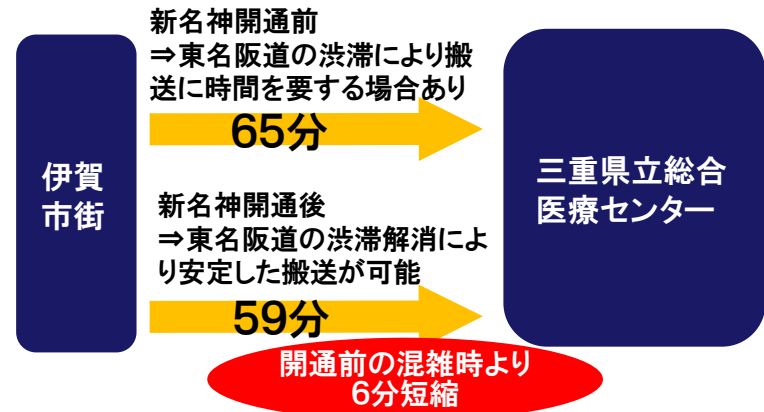 新名神開通前
⇒東名阪道の渋滞により搬
送に時間を要する場合あり
65分
伊賀
市街
三重県立総合
医療センター
新名神開通後
⇒東名阪道の渋滞解消によ
り安定した搬送が可能
59分
開通前の混雑時より
6分短縮